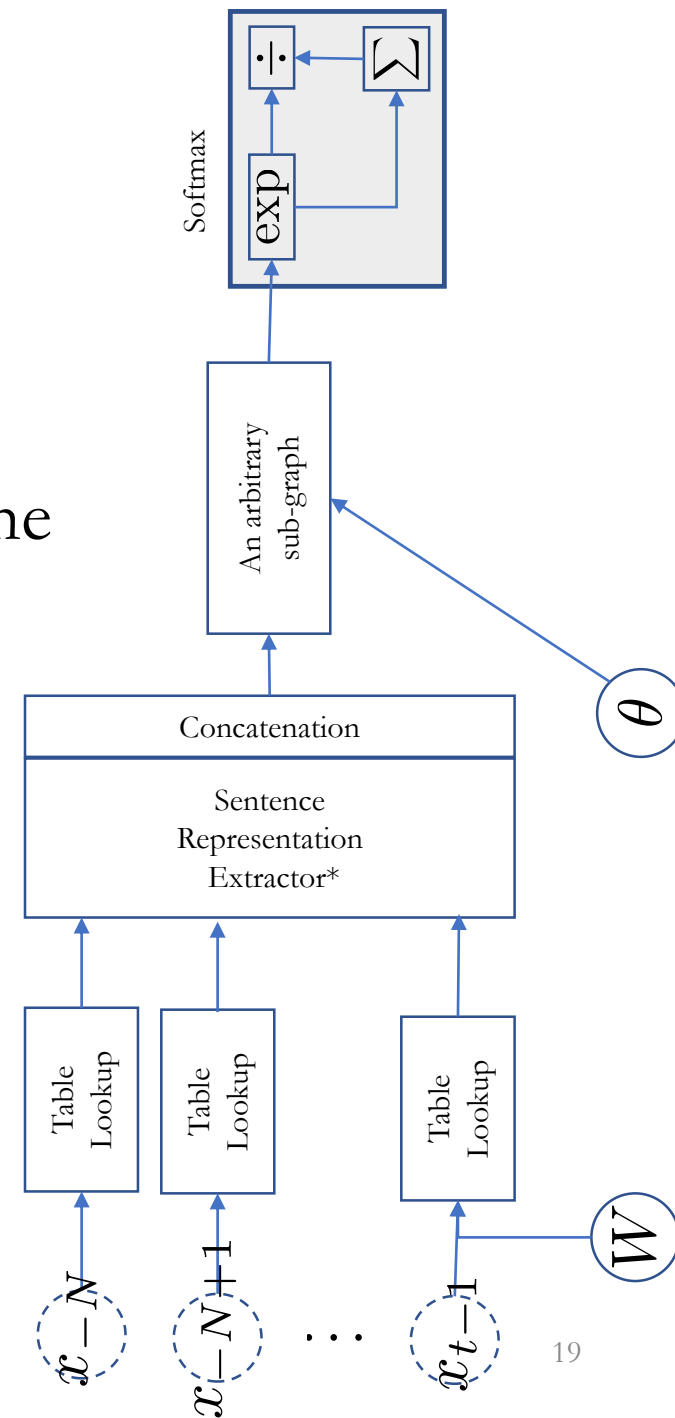 ne
x−N
x−N+1
...
xt−1
W
Table
Lookup
Table
Lookup
Table
Lookup
Sentence
Representation
Extractor*
Concatenation
θ
An arbitrary
sub-graph
Softmax
exp
÷
Σ
19